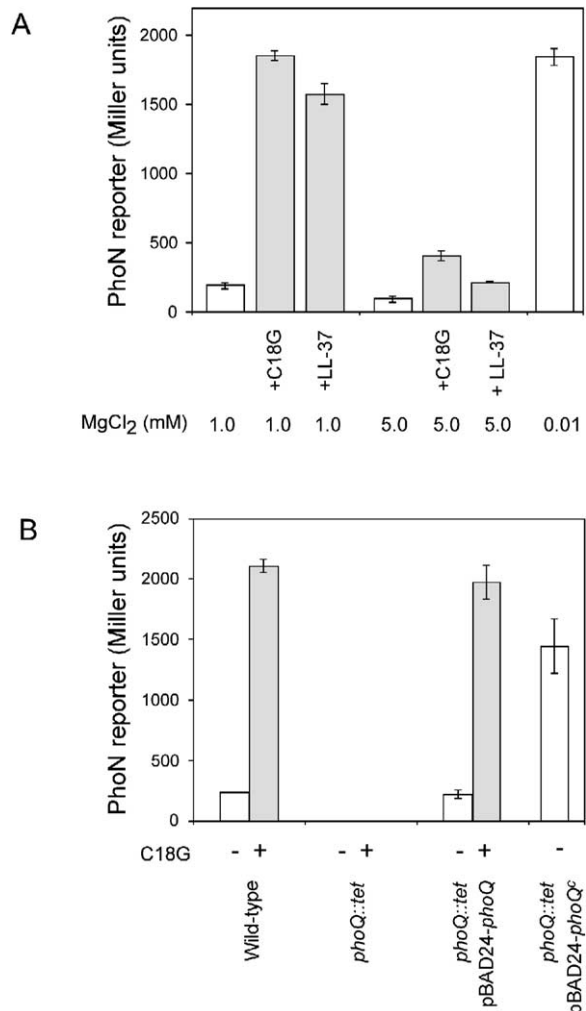 A
PhoN reporter (Miller units)
2000
1500
1000
500
0
+C18G
+LL-37
+C18G
+ LL-37
MgCl2 (mM)
1.0 1.0 1.0 5.0 5.0 5.0 0.01
B
PhoN reporter (Miller units)
2500
2000
1500
1000
500
0
C18G - + - + - + -
Wild-type
phoQ::tet
phoQ::tet
pBAD24-phoQ
phoQ::tet
pBAD24-phoQc